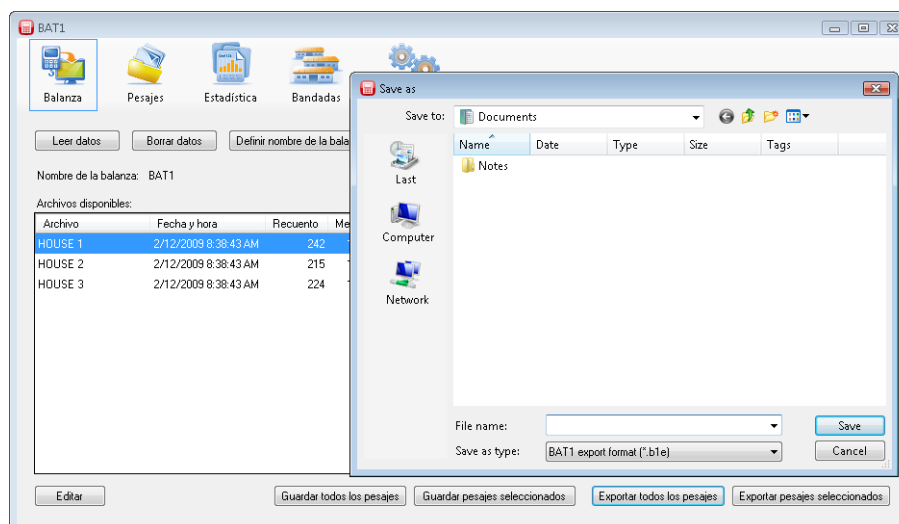 BAT1
Balanza
Pesajes
Estadística
Bandadas
Leer datos
Borrar datos
Definir nombre de la bala
Nombre de la balanza: BAT1
Archivos disponibles:
Archivo Fecha y hora Recuento Me
HOUSE 1 2/12/2009 8:38:43 AM 242
HOUSE 2 2/12/2009 8:38:43 AM 215
HOUSE 3 2/12/2009 8:38:43 AM 224
Save as
Save to: Documents
Last
Computer
Network
Name Date Type Size Tags
Notes
File name:
Save
Save as type: BAT1 export format (*.b1e)
Cancel
Editar
Guardar todos los pesajes
Guardar pesajes seleccionados
Exportar todos los pesajes
Exportar pesajes seleccionados